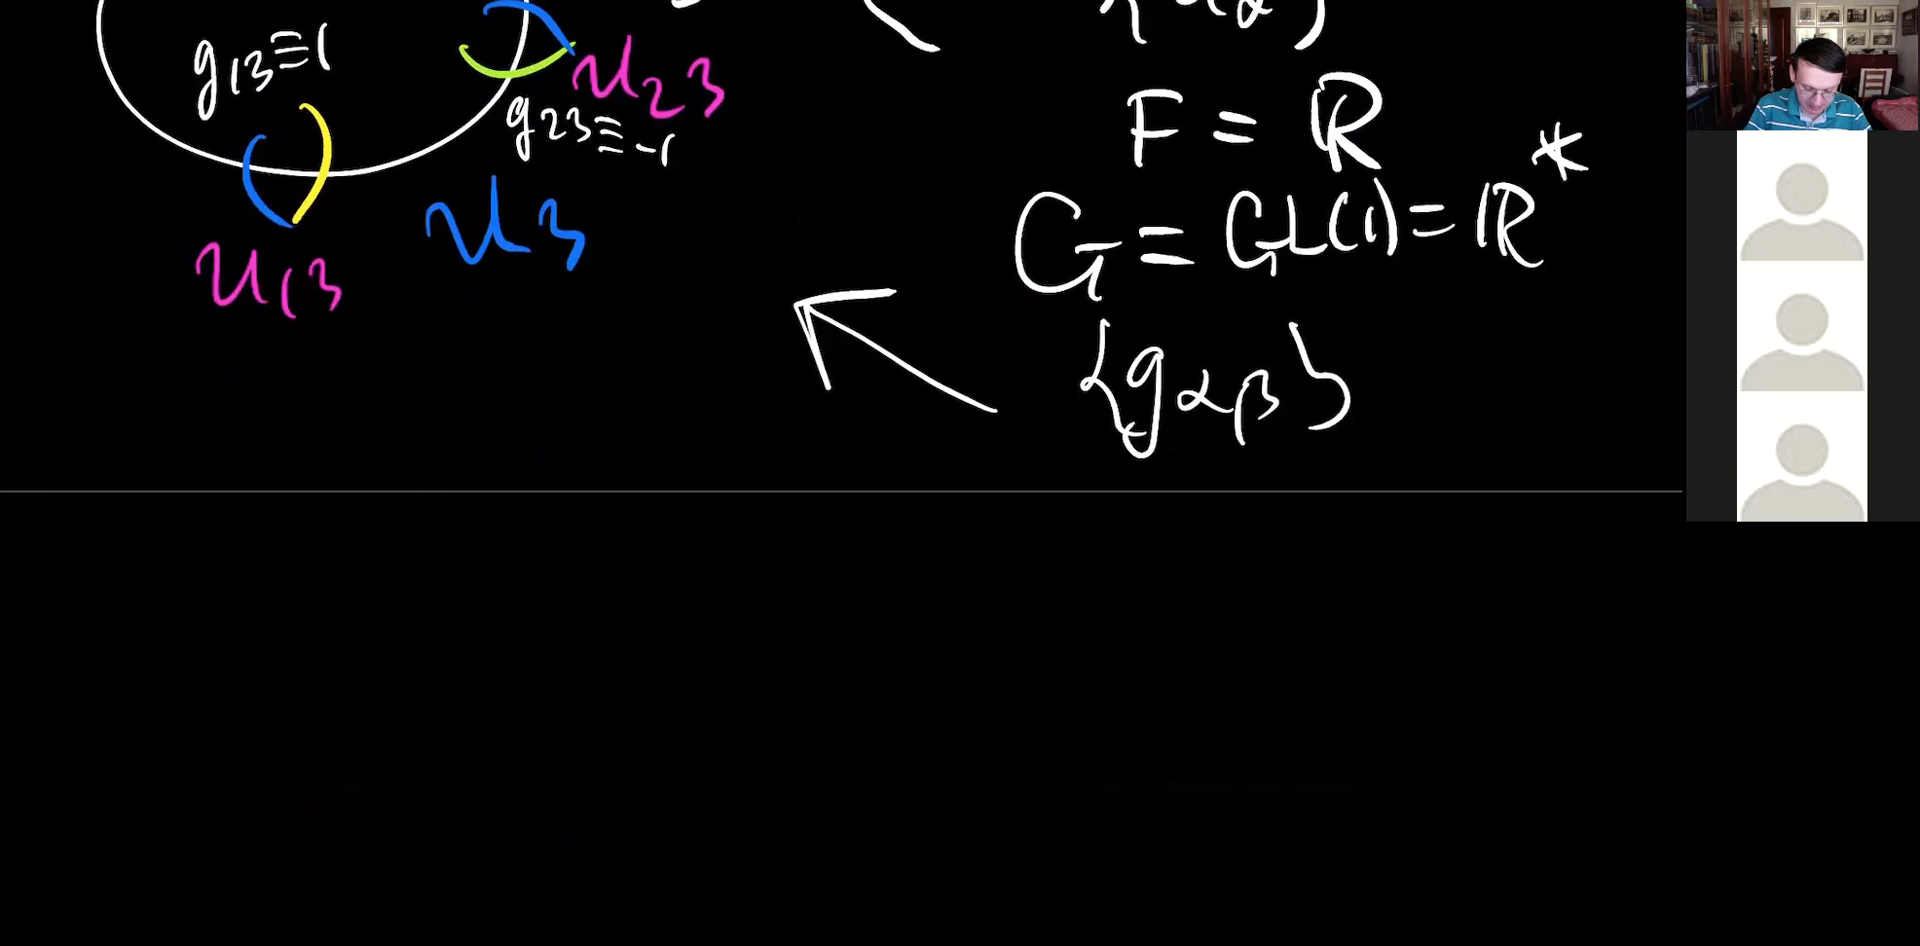 g13≡1
U23
g23≡-1
U3
U13
F = R
G = GL(1) = R*
{gαβ}